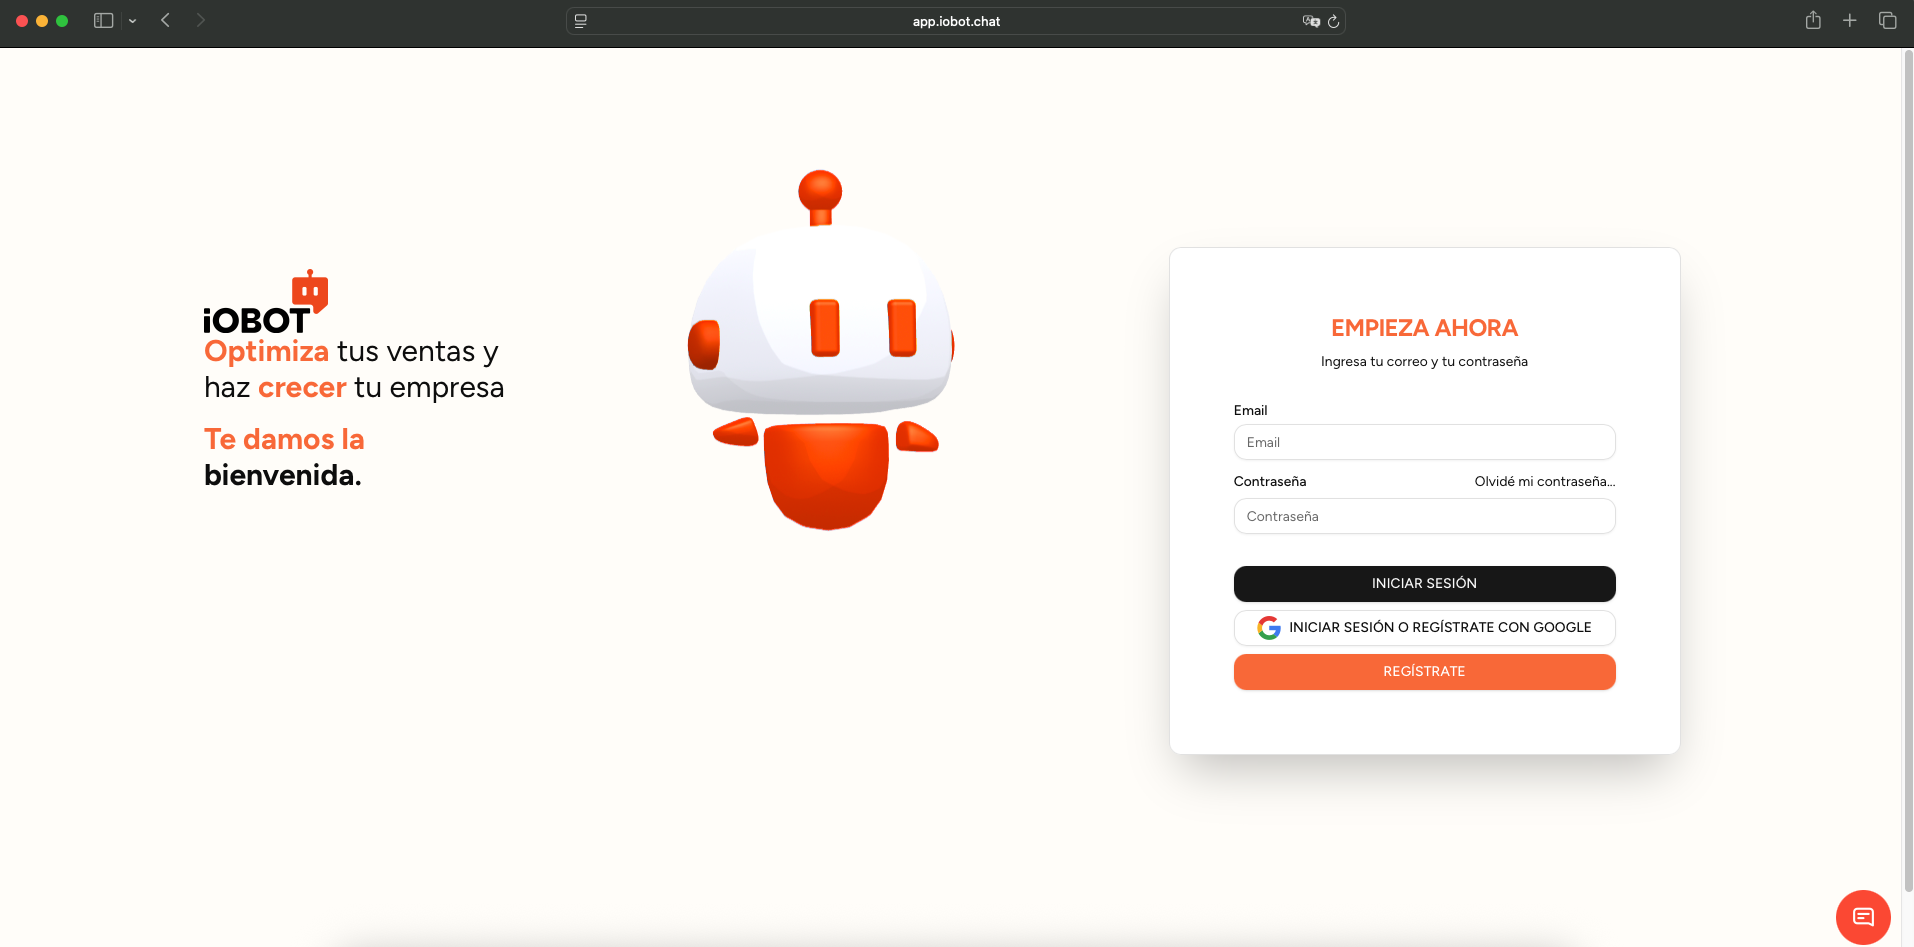 app.iobot.chat
iOBOT
Optimiza tus ventas y
haz crecer tu empresa
Te damos la
bienvenida.
EMPIEZA AHORA
Ingresa tu correo y tu contraseña
Email
Email
Contraseña Olvidé mi contraseña...
Contraseña
INICIAR SESIÓN
INICIAR SESIÓN O REGÍSTRATE CON GOOGLE
REGÍSTRATE